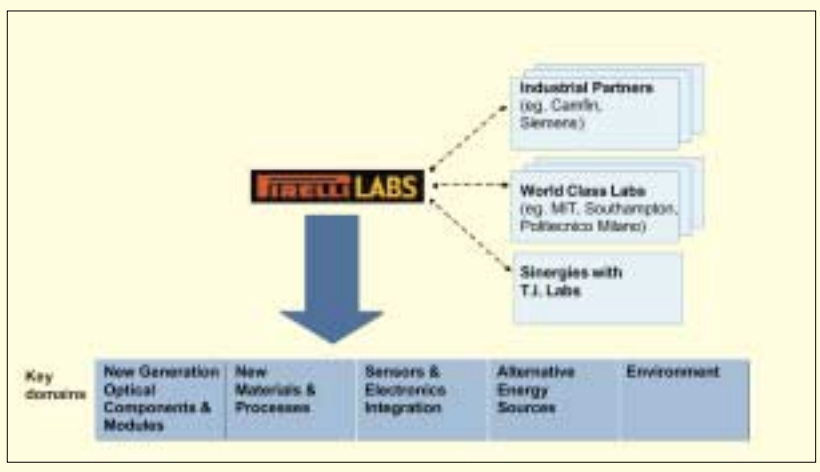 Industrial Partners
(eg. Camfin,
Siemens)
PIRELLI LABS
World Class Labs
(eg. MIT, Southampton,
Politecnico Milano)
Sinergies with
T.I. Labs
Key
domains
New Generation
Optical
Components &
Modules
New
Materials &
Processes
Sensors &
Electronics
Integration
Alternative
Energy
Sources
Environment